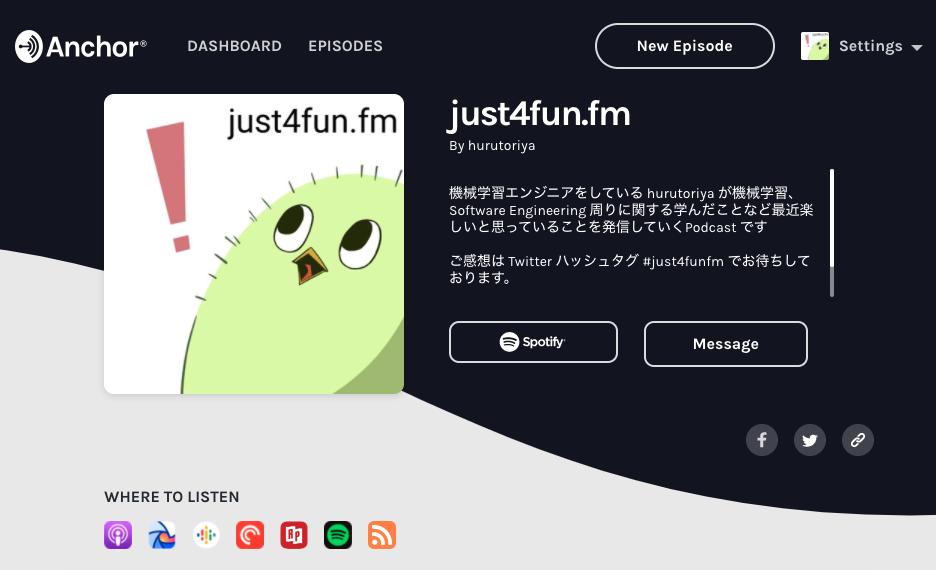 Anchor®
DASHBOARD
EPISODES
New Episode
Settings
just4fun.fm
just4fun.fm
By hurutoriya
機械学習エンジニアをしている hurutoriya が機械学習、
Software Engineering 周りに関する学んだことなど最近楽
しいと思っていることを発信していくPodcast です
ご感想は Twitter ハッシュタグ #just4funfm でお待ちして
おります。
Spotify
Message
WHERE TO LISTEN